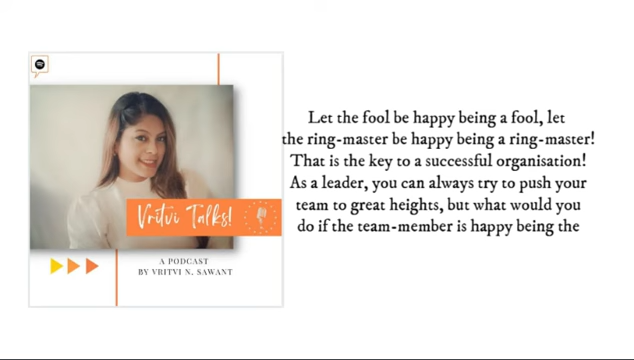 Vritvi Talks!
A PODCAST
BY VRITVI N. SAWANT
Let the fool be happy being a fool, let
the ring-master be happy being a ring-master!
That is the key to a successful organisation!
As a leader, you can always try to push your
team to great heights, but what would you
do if the team-member is happy being the